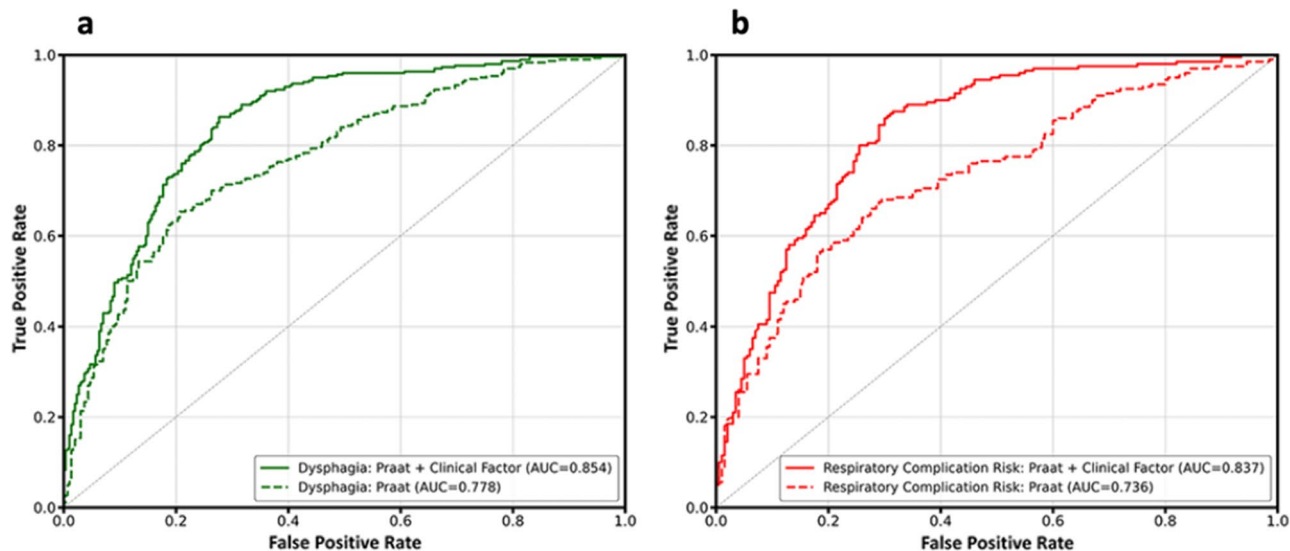 a
1.0
0.8
0.6
0.4
0.2
0.0
True Positive Rate
0.0 0.2 0.4 0.6 0.8 1.0
False Positive Rate
Dysphagia: Praat + Clinical Factor (AUC=0.854)
Dysphagia: Praat (AUC=0.778)
b
1.0
0.8
0.6
0.4
0.2
0.0
True Positive Rate
0.0 0.2 0.4 0.6 0.8 1.0
False Positive Rate
Respiratory Complication Risk: Praat + Clinical Factor (AUC=0.837)
Respiratory Complication Risk: Praat (AUC=0.736)